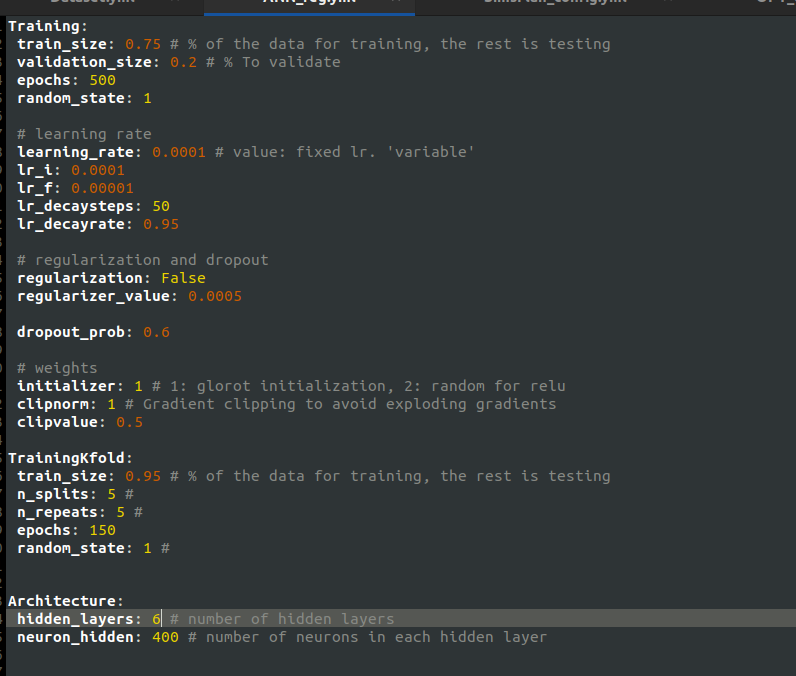 Training:
train_size: 0.75 # % of the data for training, the rest is testing
validation_size: 0.2 # % To validate
epochs: 500
random_state: 1
# learning rate
learning_rate: 0.0001 # value: fixed lr. 'variable'
lr_i: 0.0001
lr_f: 0.00001
lr_decaysteps: 50
lr_decayrate: 0.95
# regularization and dropout
regularization: False
regularizer_value: 0.0005
dropout_prob: 0.6
# weights
initializer: 1 # 1: glorot initialization, 2: random for relu
clipnorm: 1 # Gradient clipping to avoid exploding gradients
clipvalue: 0.5
TrainingKfold:
train_size: 0.95 # % of the data for training, the rest is testing
n_splits: 5 #
n_repeats: 5 #
epochs: 150
random_state: 1 #
Architecture:
hidden_layers: 6 # number of hidden layers
neuron_hidden: 400 # number of neurons in each hidden layer